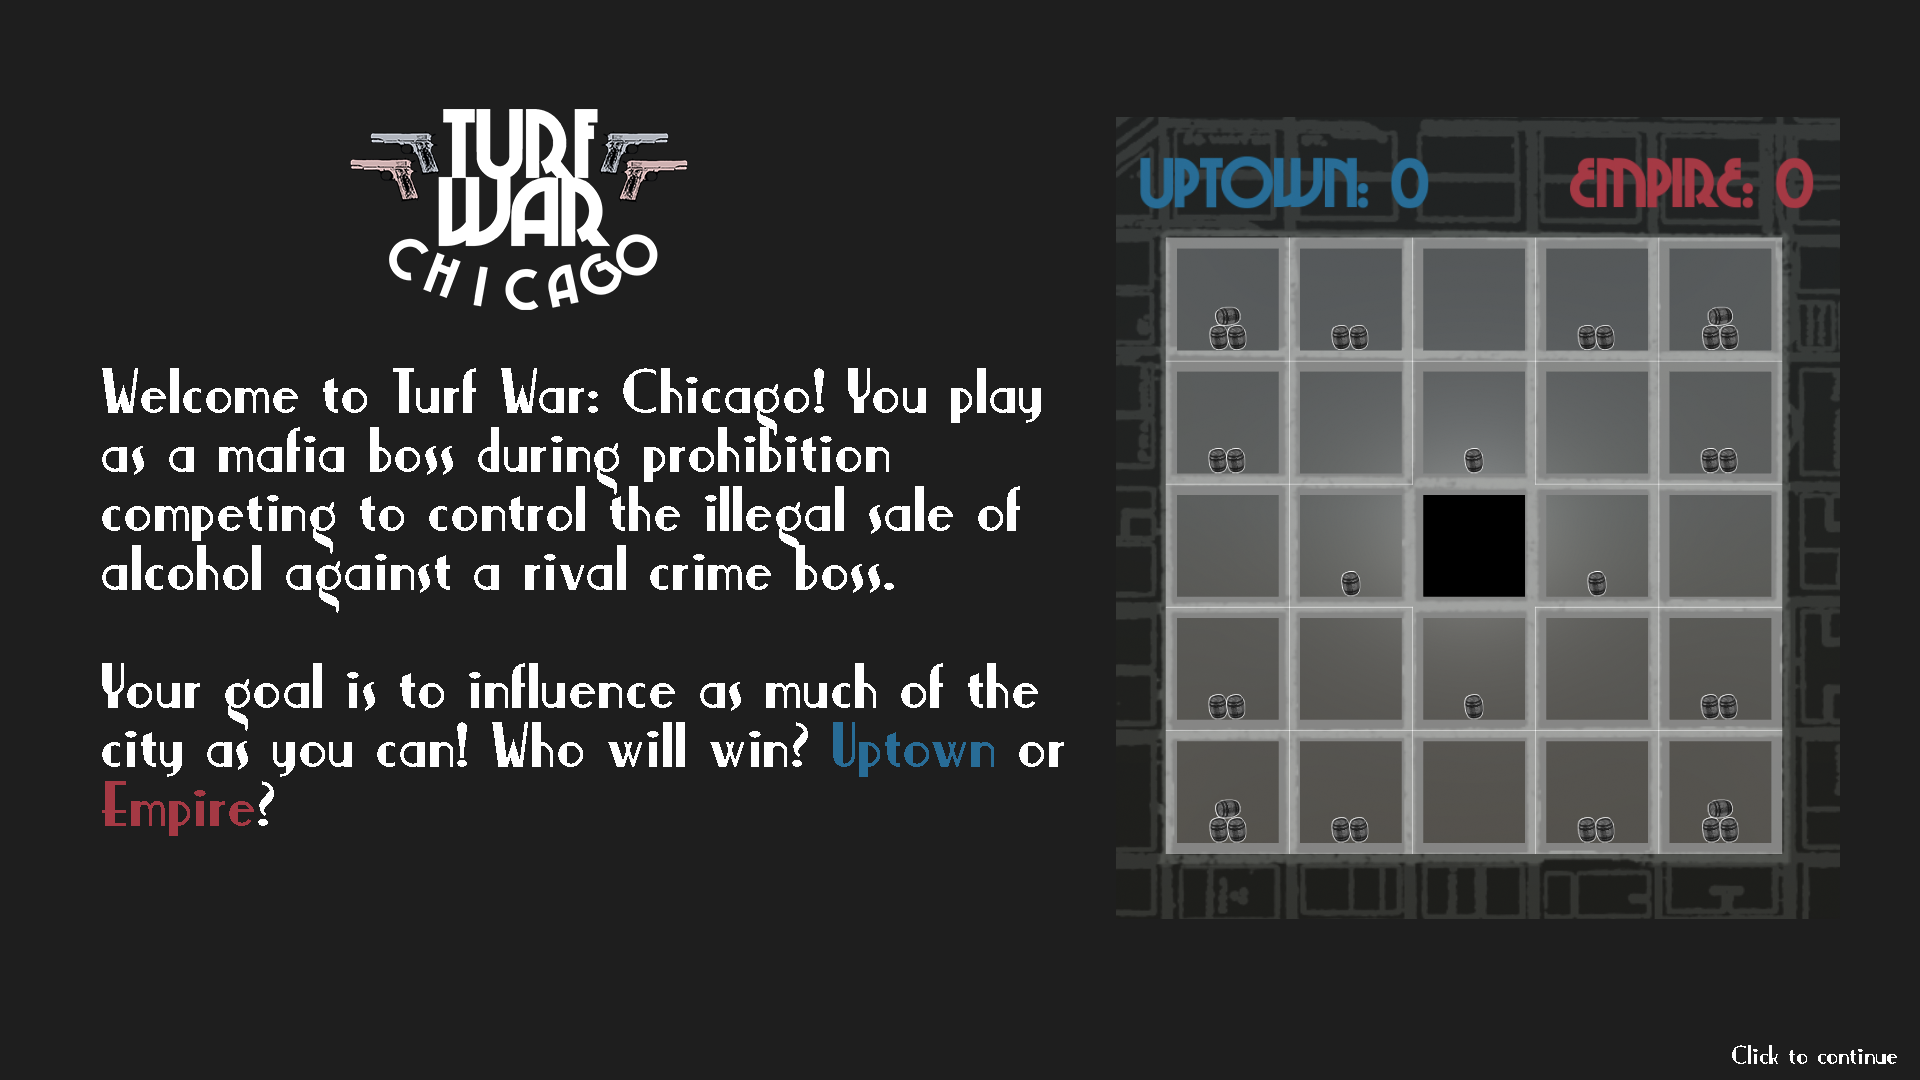 TURF
WAR
CHICAGO
Welcome to Turf War: Chicago! You play
as a mafia boss during prohibition
competing to control the illegal sale of
alcohol against a rival crime boss.
Your goal is to influence as much of the
city as you can! Who will win? Uptown or
Empire?
UPTOWN: 0
EMPIRE: 0
Click to continue